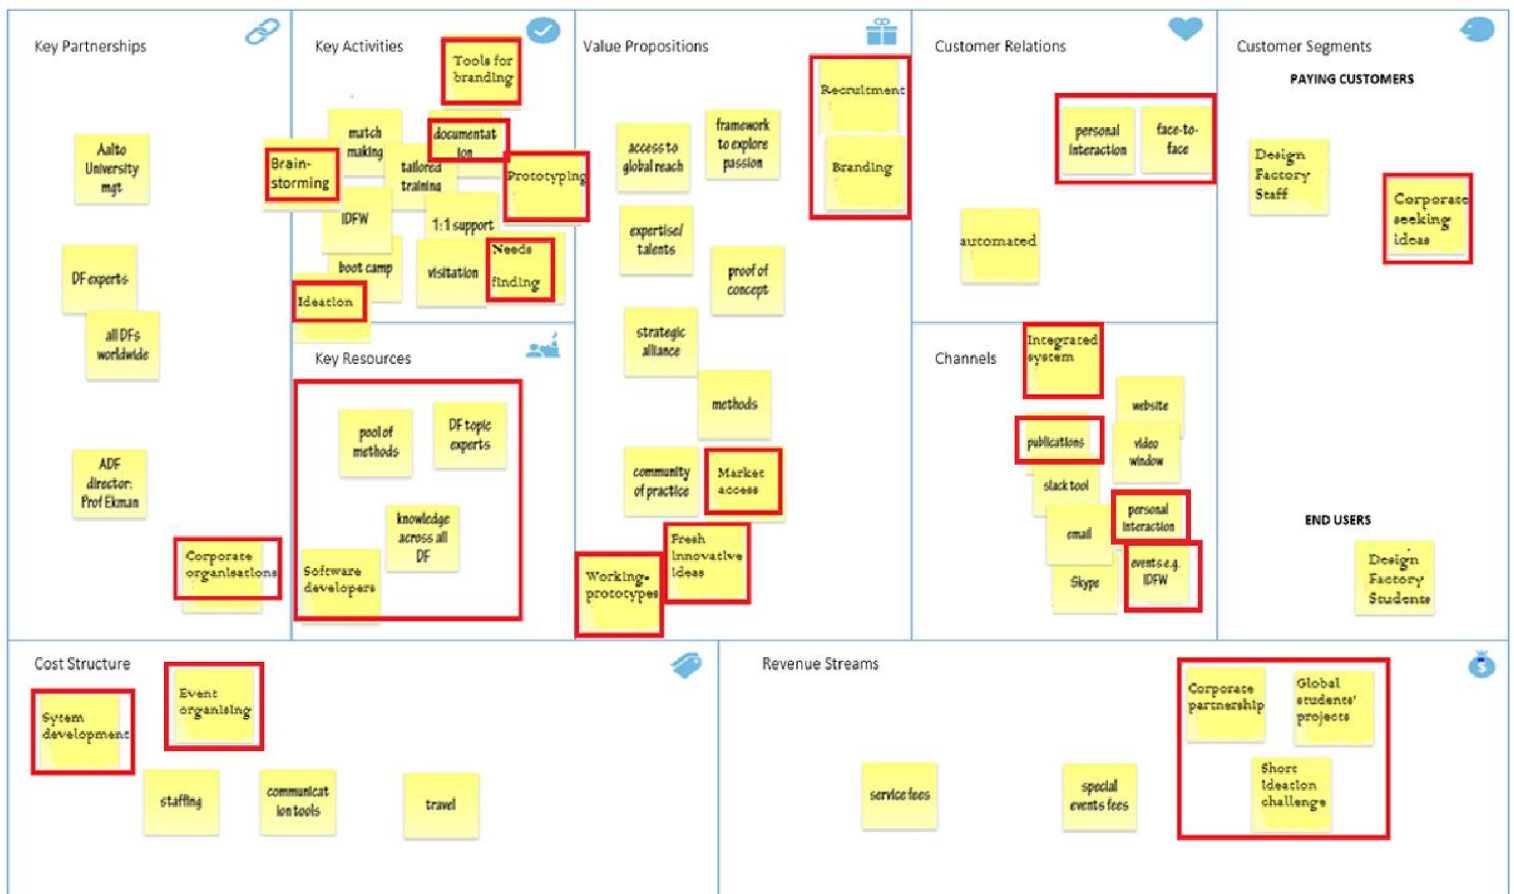 Key Partnerships
Aalto
University
mgt
DF experts
all DFs
worldwide
ADF
director:
Prof Ekman
Corporate
organisations
Key Activities
Tools for
branding
match
making
documentat
ion
Brain-
storming
tailored
training
Prototyping
IDFW
1:1 support
Needs
finding
boot camp
visitation
Ideation
Key Resources
pool of
methods
DF topic
experts
knowledge
across all
DF
Software
developers
Value Propositions
Recruitment
Branding
access to
global reach
framework
to explore
passion
expertise/
talents
proof of
concept
strategic
alliance
methods
community
of practice
Market
access
Fresh
innovative
ideas
Working-
prototypes
Customer Relations
personal
interaction
face-to-
face
automated
Channels
Integrated
system
website
publications
video
window
slack tool
personal
interaction
email
events e.g.
IDFW
Skype
Customer Segments
PAYING CUSTOMERS
Design
Factory
Staff
Corporate
seeking
ideas
END USERS
Design
Factory
Students
Cost Structure
Sytem
development
Event
organising
staffing
communicat
ion tools
travel
Revenue Streams
service fees
special
events fees
Corporate
partnership
Global
students'
projects
Short
ideation
challenge
$